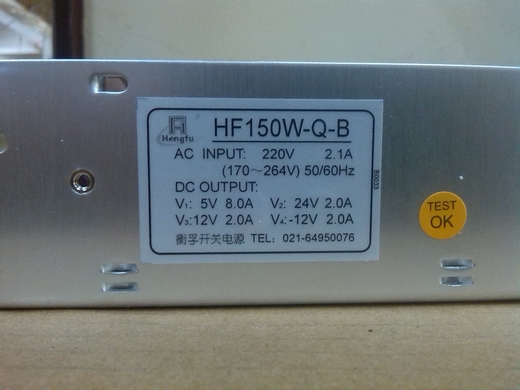 Hengfu
HF150W-Q-B
AC INPUT: 220V 2.1A
(170～264V) 50/60Hz
DC OUTPUT:
V₁: 5V 8.0A V₂: 24V 2.0A
V₃:12V 2.0A V₄:-12V 2.0A
衡孚开关电源 TEL: 021-64950076
B0033
TEST
OK